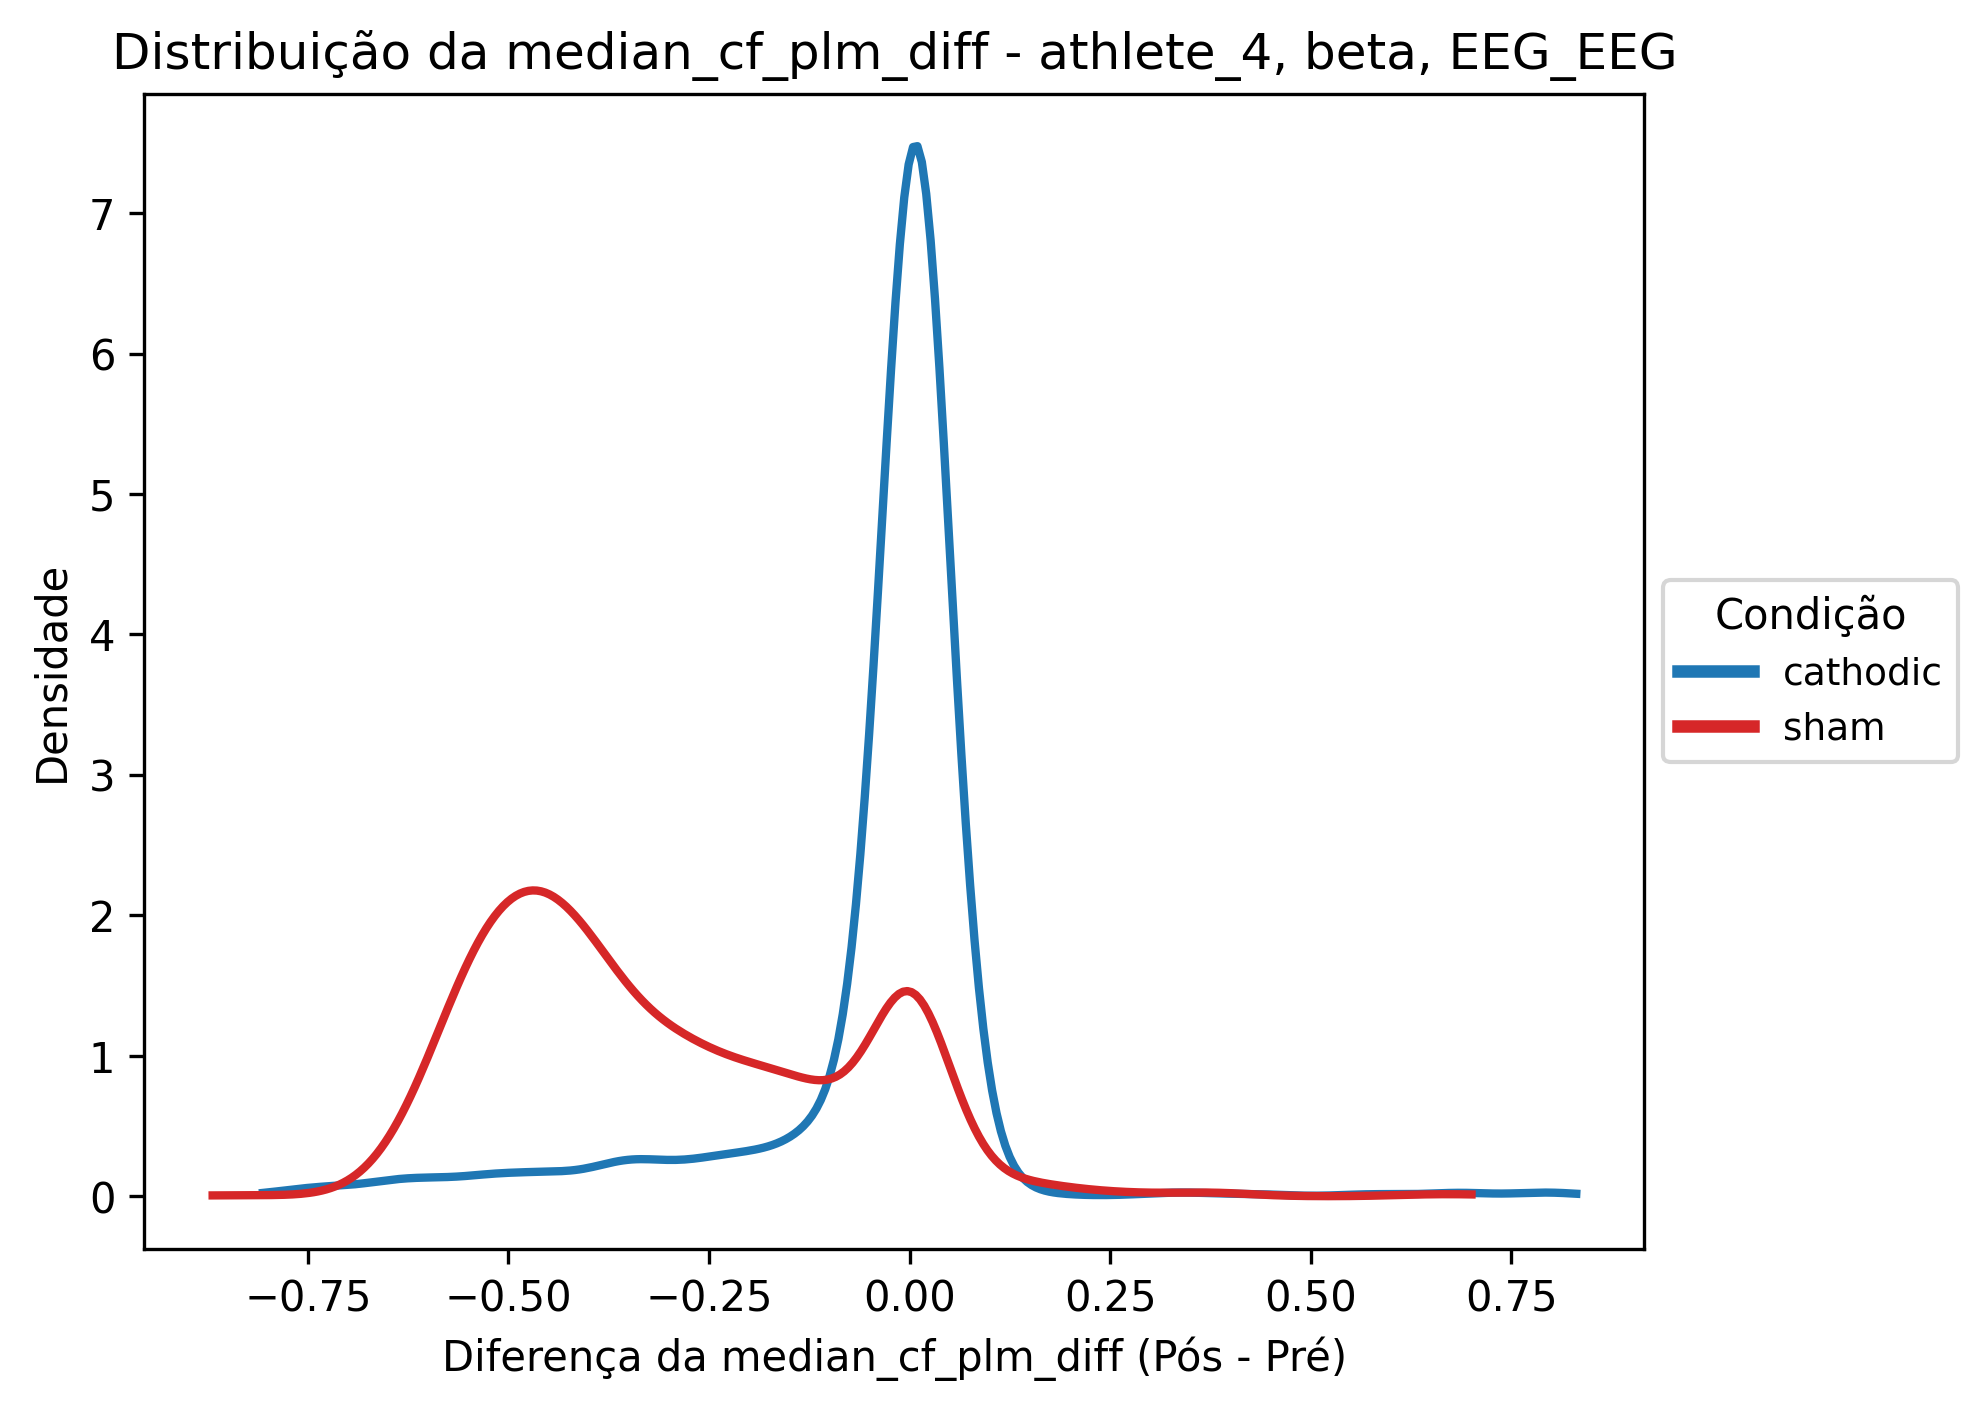 Distribuição da median_cf_plm_diff - athlete_4, beta, EEG_EEG
Densidade
7
6
5
4
3
2
1
0
−0.75
−0.50
−0.25
0.00
0.25
0.50
0.75
Diferença da median_cf_plm_diff (Pós - Pré)
Condição
cathodic
sham